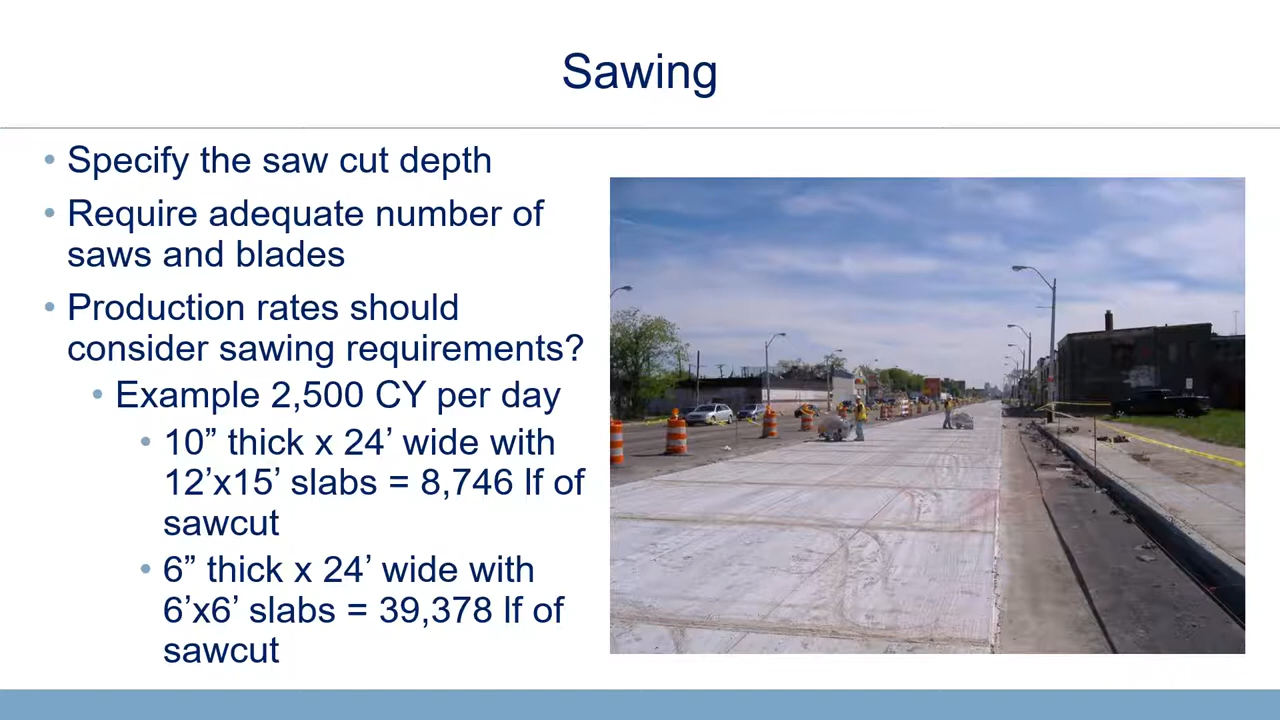 Sawing
• Specify the saw cut depth
• Require adequate number of
saws and blades
• Production rates should
consider sawing requirements?
• Example 2,500 CY per day
• 10” thick x 24’ wide with
12’x15’ slabs = 8,746 lf of
sawcut
• 6” thick x 24’ wide with
6’x6’ slabs = 39,378 lf of
sawcut